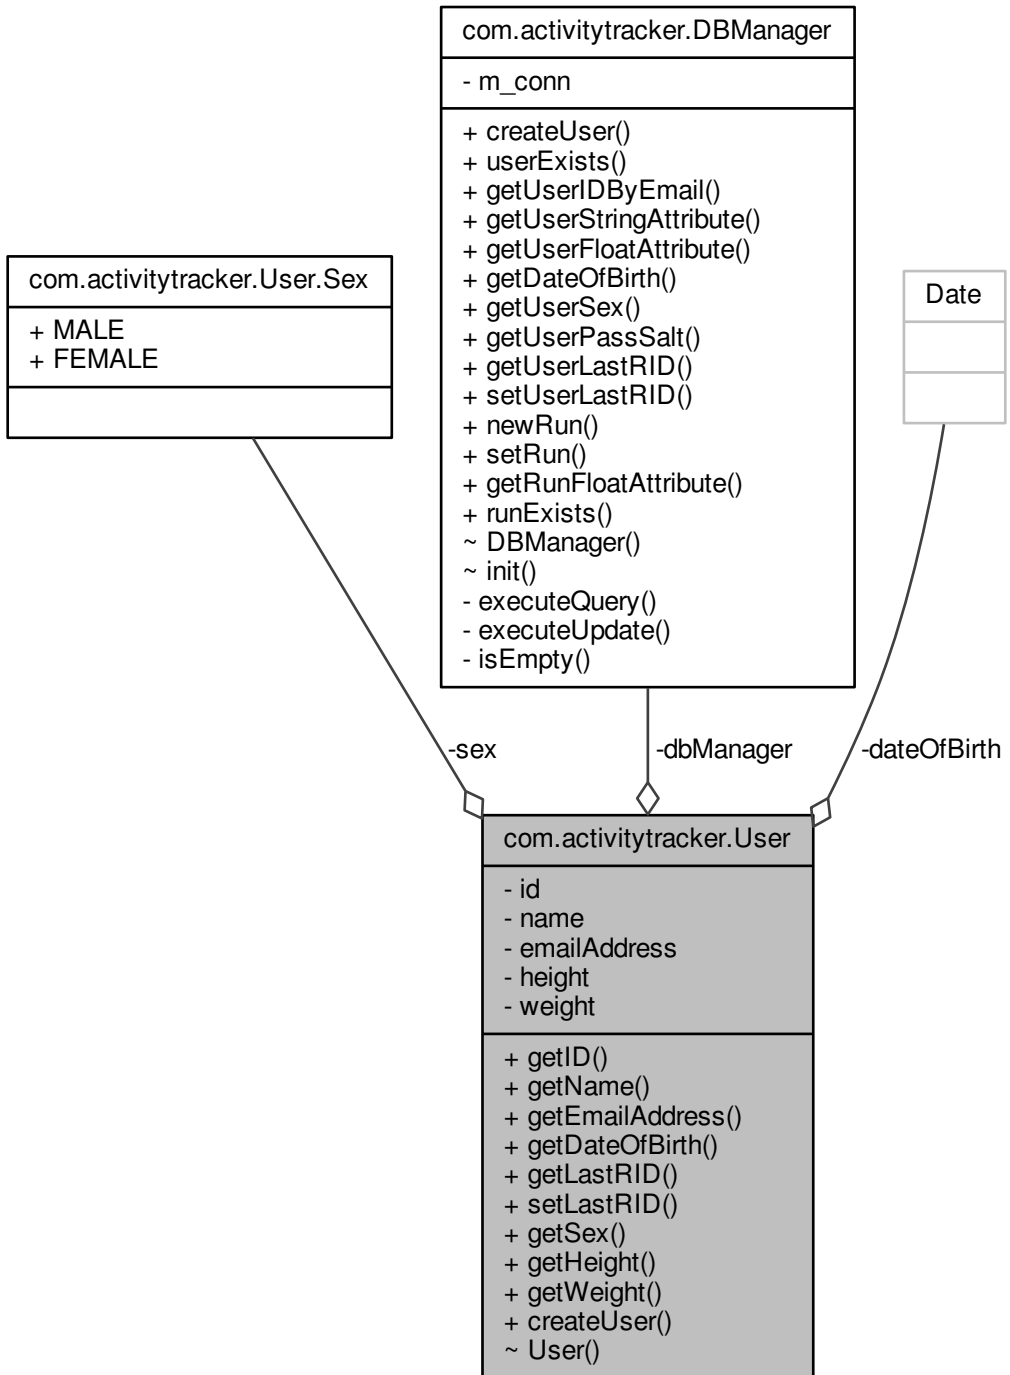 com.activitytracker.DBManager
- m_conn
+ createUser()
+ userExists()
+ getUserIDByEmail()
+ getUserStringAttribute()
+ getUserFloatAttribute()
+ getDateOfBirth()
+ getUserSex()
+ getUserPassSalt()
+ getUserLastRID()
+ setUserLastRID()
+ newRun()
+ setRun()
+ getRunFloatAttribute()
+ runExists()
~ DBManager()
~ init()
- executeQuery()
- executeUpdate()
- isEmpty()
com.activitytracker.User.Sex
+ MALE
+ FEMALE
Date
-sex
-dbManager
-dateOfBirth
com.activitytracker.User
- id
- name
- emailAddress
- height
- weight
+ getID()
+ getName()
+ getEmailAddress()
+ getDateOfBirth()
+ getLastRID()
+ setLastRID()
+ getSex()
+ getHeight()
+ getWeight()
+ createUser()
~ User()